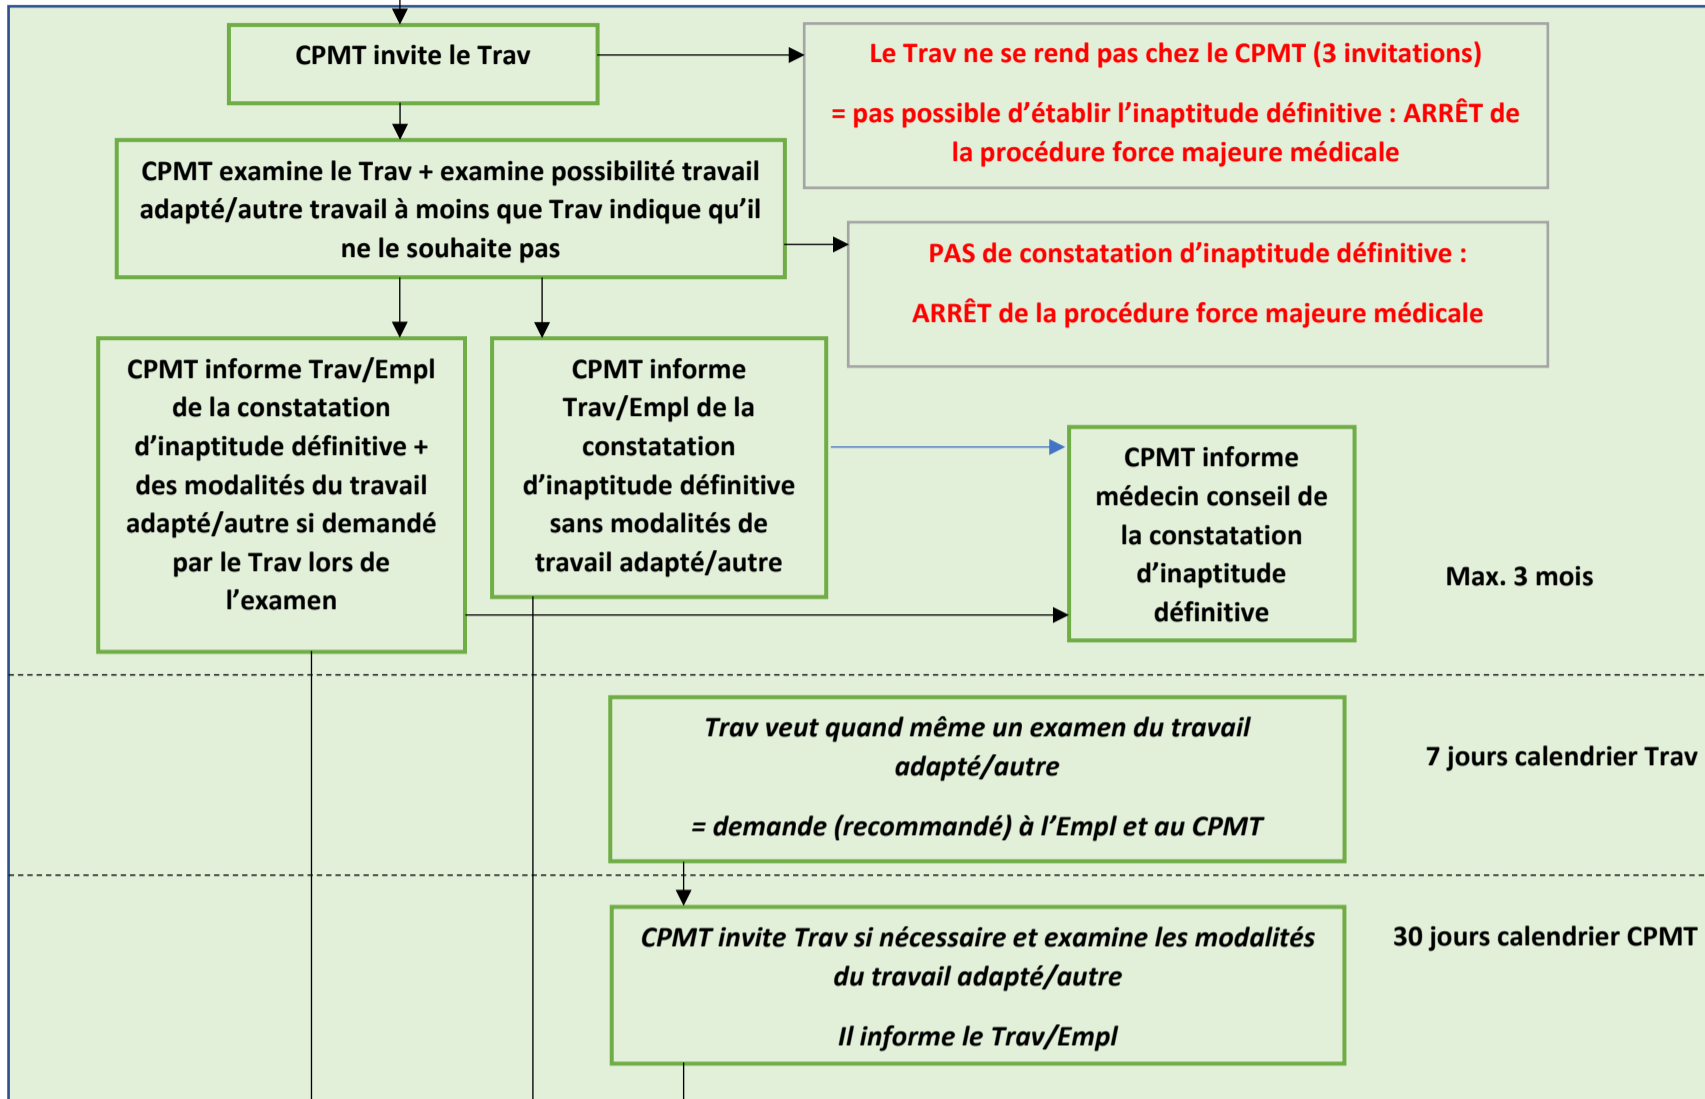 CPMT invite le Trav
Le Trav ne se rend pas chez le CPMT (3 invitations)
= pas possible d’établir l’inaptitude définitive : ARRÊT de
la procédure force majeure médicale
CPMT examine le Trav + examine possibilité travail
adapté/autre travail à moins que Trav indique qu’il
ne le souhaite pas
PAS de constatation d’inaptitude définitive :
ARRÊT de la procédure force majeure médicale
CPMT informe Trav/Empl
de la constatation
d’inaptitude définitive +
des modalités du travail
adapté/autre si demandé
par le Trav lors de
l’examen
CPMT informe
Trav/Empl de la
constatation
d’inaptitude définitive
sans modalités de
travail adapté/autre
CPMT informe
médecin conseil de
la constatation
d’inaptitude
définitive
Max. 3 mois
Trav veut quand même un examen du travail
adapté/autre
= demande (recommandé) à l’Empl et au CPMT
7 jours calendrier Trav
CPMT invite Trav si nécessaire et examine les modalités
du travail adapté/autre
Il informe le Trav/Empl
30 jours calendrier CPMT